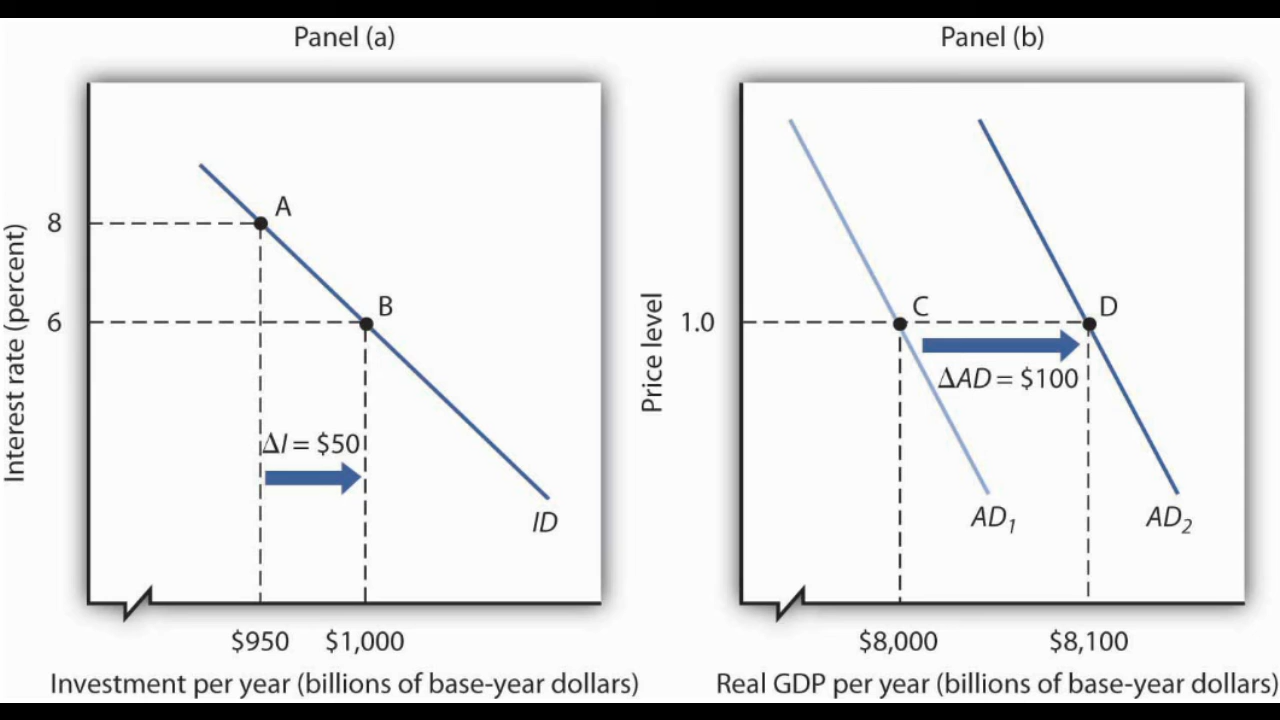 Panel (a)
Interest rate (percent)
8
6
A
B
ΔI = $50
ID
$950
$1,000
Investment per year (billions of base-year dollars)
Panel (b)
Price level
1.0
C
D
ΔAD = $100
AD₁
AD₂
$8,000
$8,100
Real GDP per year (billions of base-year dollars)